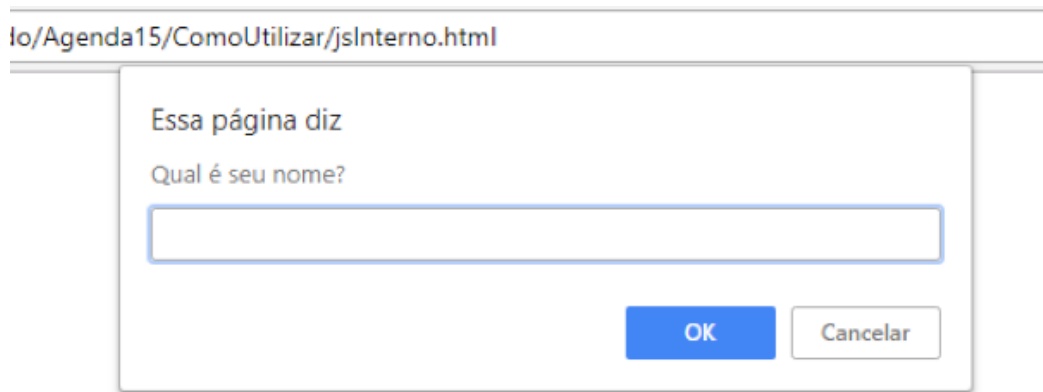 do/Agenda15/ComoUtilizar/jsInterno.html
Essa página diz
Qual é seu nome?
OK Cancelar